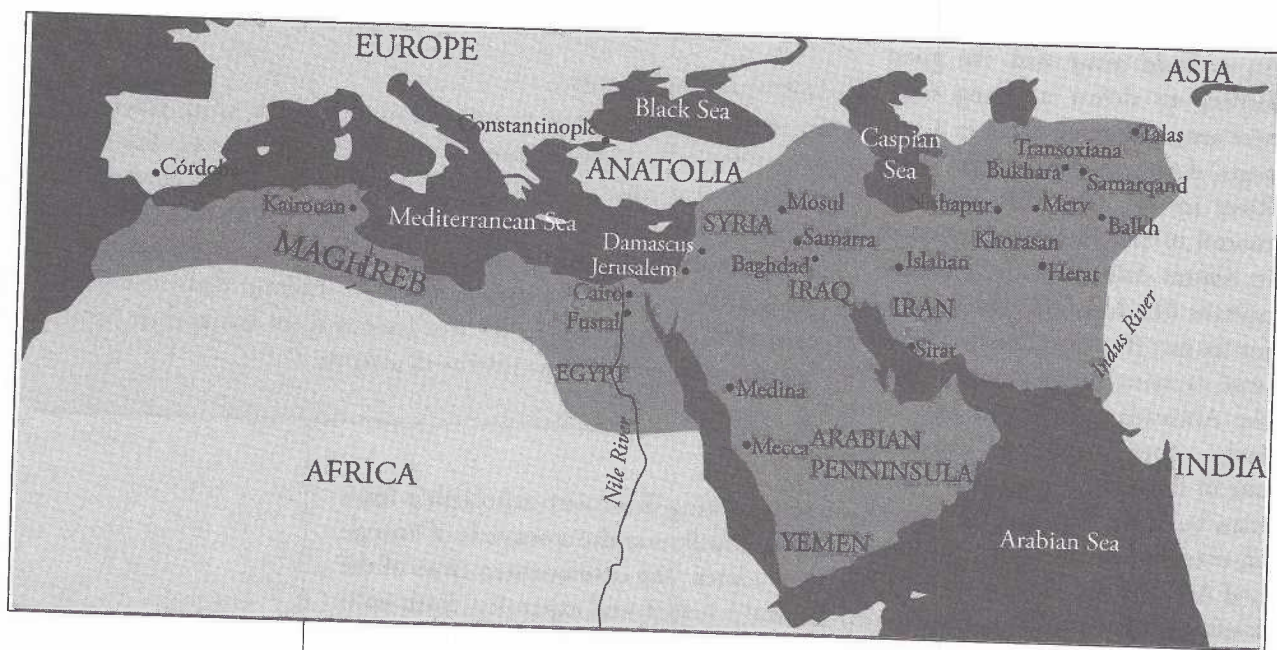 EUROPE
ASIA
Black Sea
Constantinople
Caspian
Sea
Talas
Transoxiana
Bukhara
Samarqand
ANATOLIA
Córdoba
Kairouan
Mediterranean Sea
MAGHREB
SYRIA
Mosul
Nishapur
Merv
Balkh
Damascus
Samarra
Khorasan
Jerusalem
Baghdad
Isfahan
Herat
IRAQ
IRAN
Cairo
Fustat
Siraf
Indus River
EGYPT
Medina
Mecca
ARABIAN
PENNINSULA
AFRICA
Nile River
INDIA
YEMEN
Arabian Sea